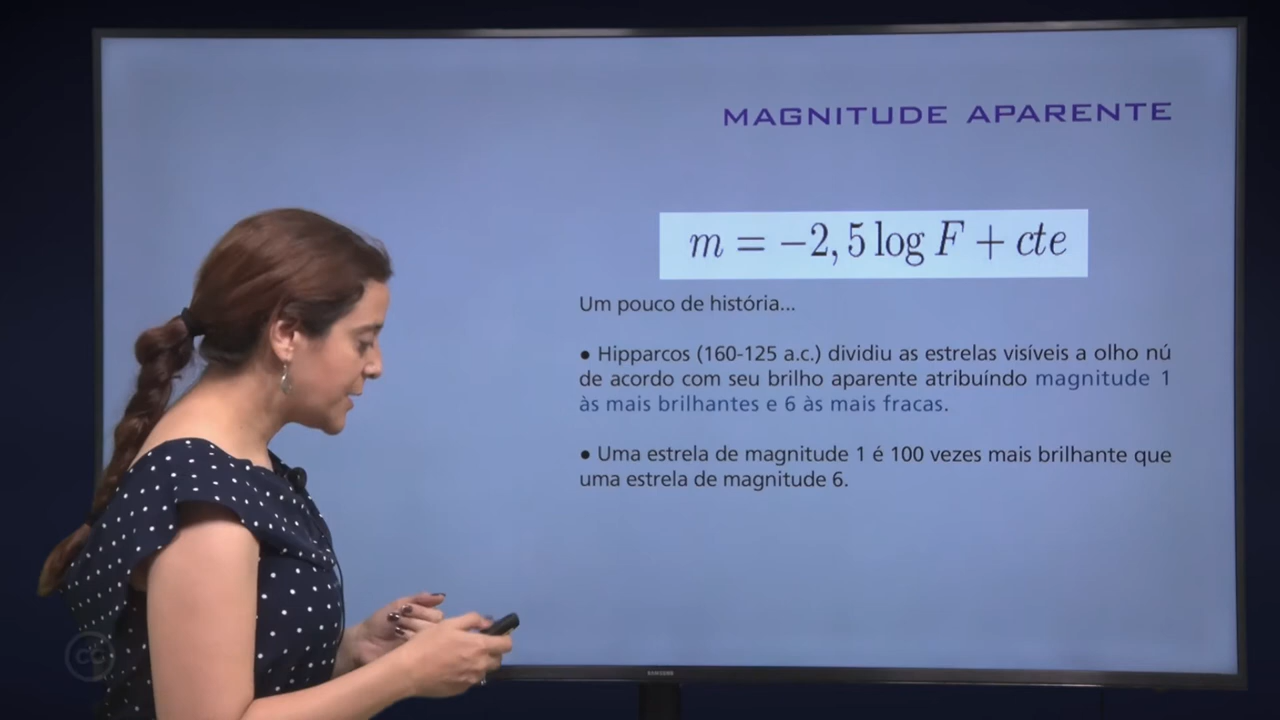 MAGNITUDE APARENTE
m = −2, 5 log F + cte
Um pouco de história...
● Hipparcos (160-125 a.c.) dividiu as estrelas visíveis a olho nú
de acordo com seu brilho aparente atribuíndo magnitude 1
às mais brilhantes e 6 às mais fracas.
● Uma estrela de magnitude 1 é 100 vezes mais brilhante que
uma estrela de magnitude 6.
SAMSUNG
cc